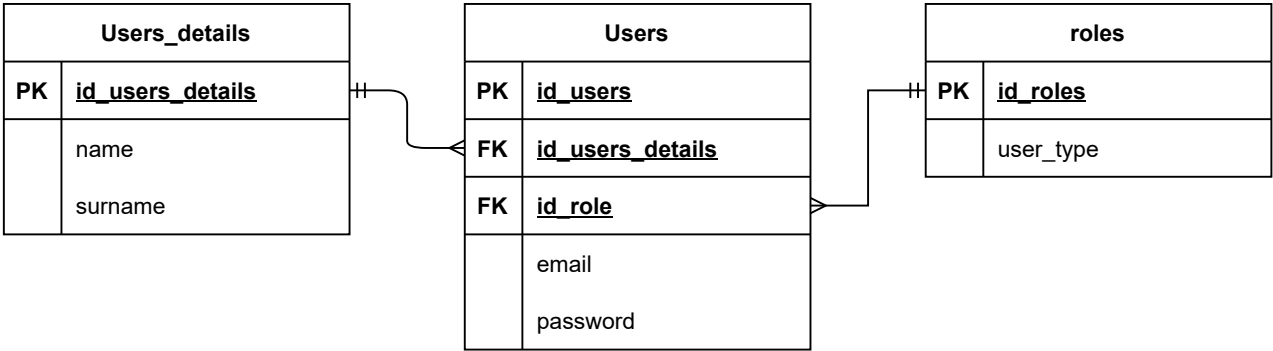 Users_details
PK id_users_details
name
surname
Users
PK id_users
FK id_users_details
FK id_role
email
password
roles
PK id_roles
user_type